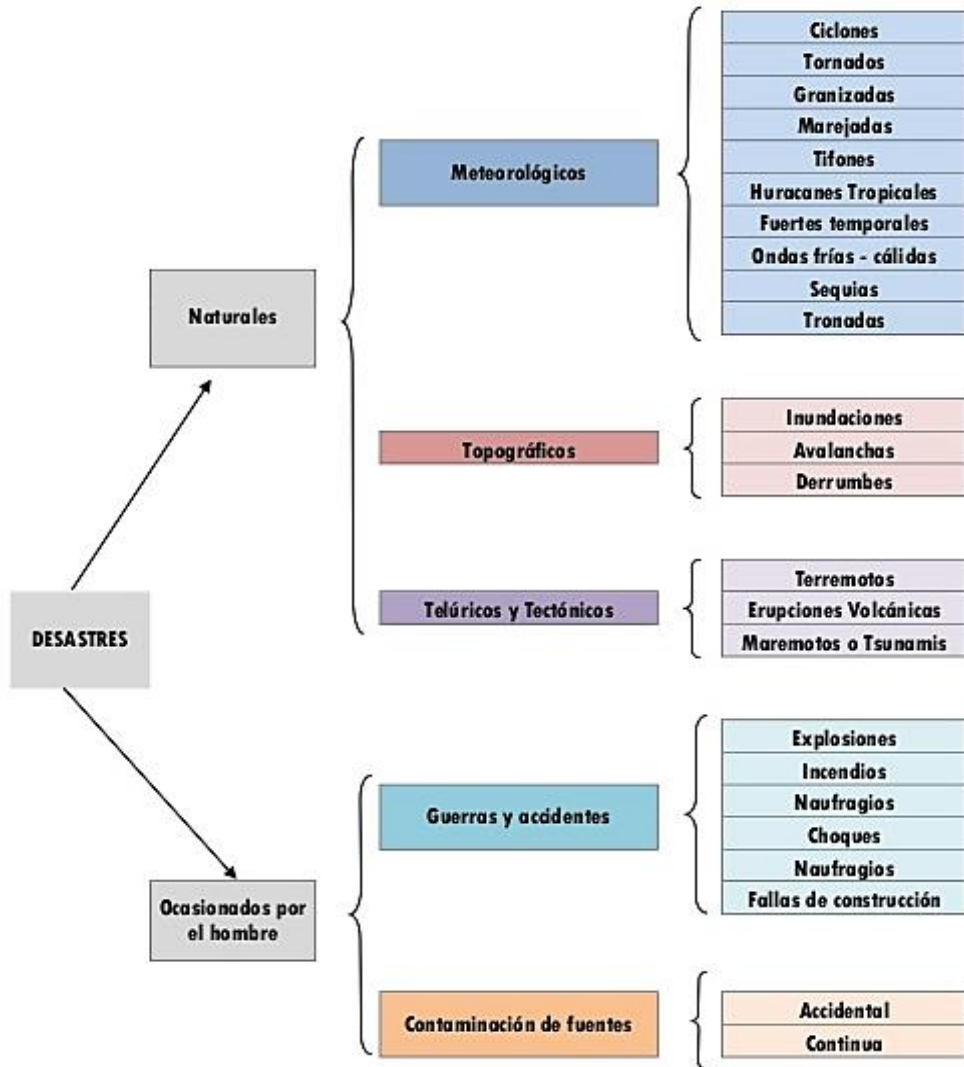 DESASTRES
Naturales
Meteorológicos
Ciclones
Tornados
Granizadas
Marejadas
Tifones
Huracanes Tropicales
Fuertes temporales
Ondas frías - cálidas
Sequias
Tronadas
Topográficos
Inundaciones
Avalanchas
Derrumbes
Telúricos y Tectónicos
Terremotos
Erupciones Volcánicas
Maremotos o Tsunamis
Ocasionados por
el hombre
Guerras y accidentes
Explosiones
Incendios
Naufragios
Choques
Naufragios
Fallas de construcción
Contaminación de fuentes
Accidental
Continua